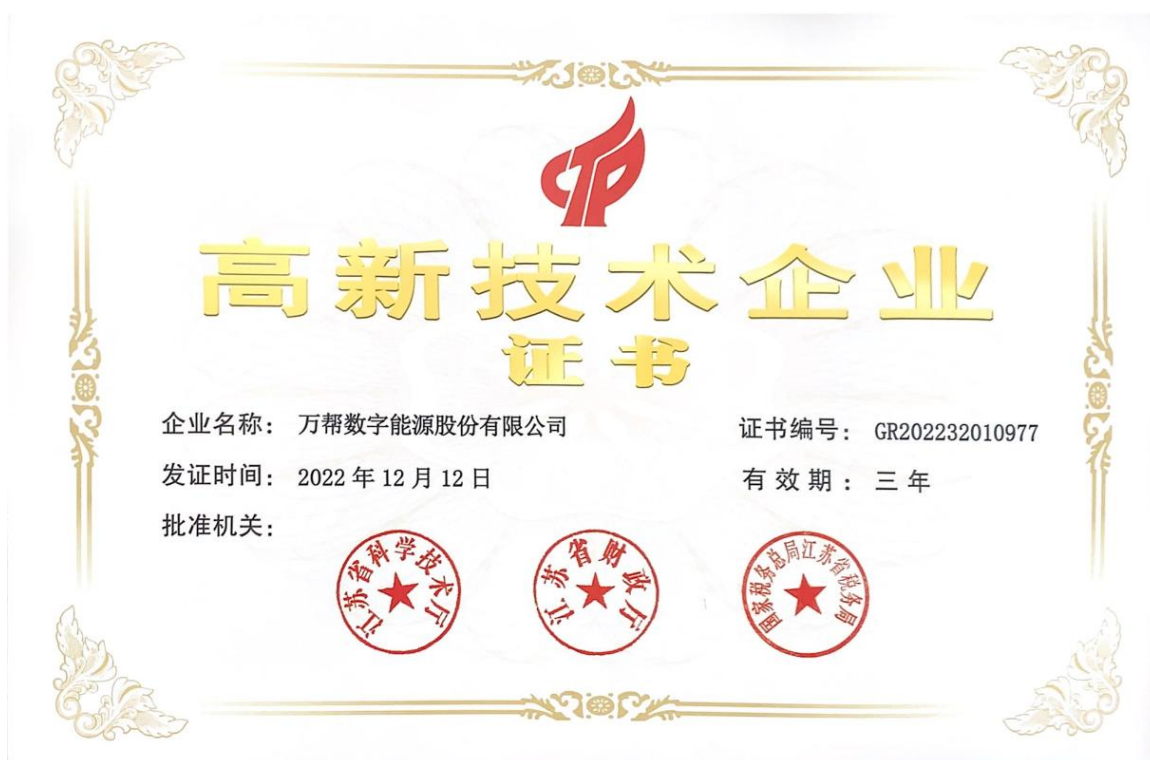 CTP
高新技术企业
证书
企业名称: 万帮数字能源股份有限公司 证书编号: GR202232010977
发证时间: 2022年12月12日 有效期: 三年
批准机关:
江苏省科学技术厅
江苏省财政厅
国家税务总局江苏省税务局